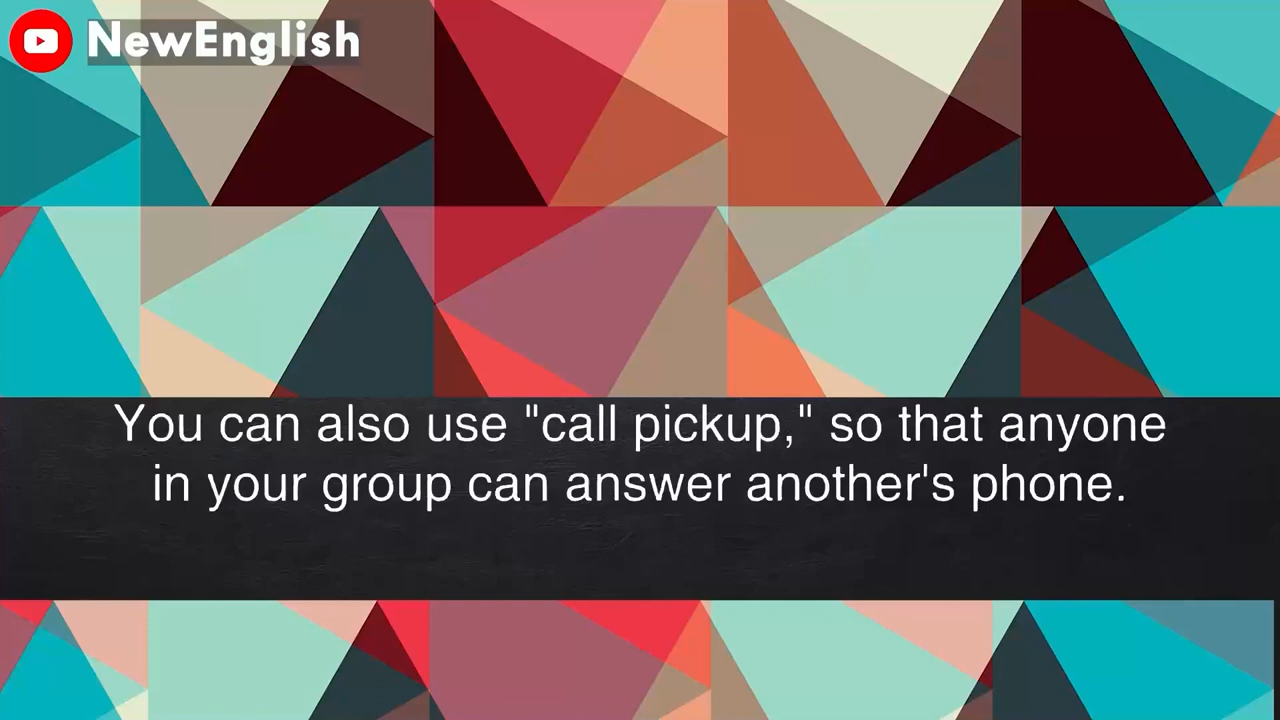 NewEnglish
You can also use "call pickup," so that anyone
in your group can answer another's phone.